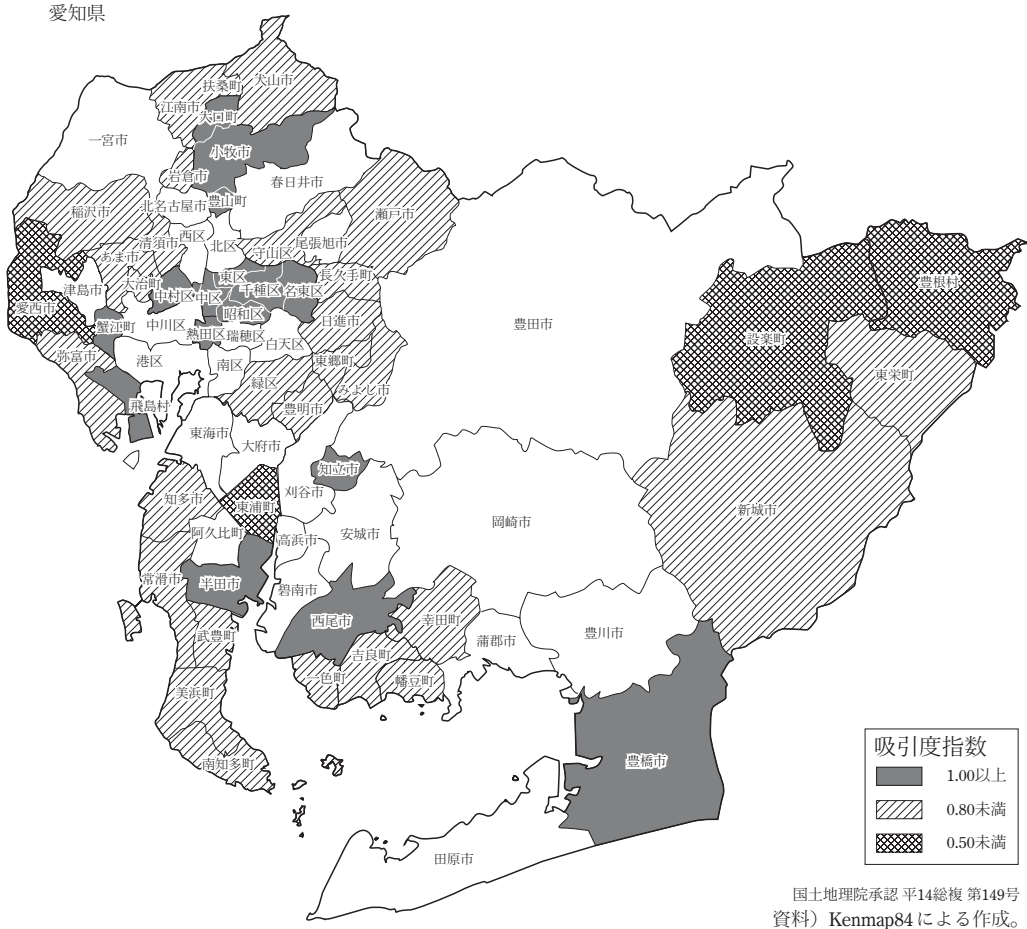 愛知県
犬山市
扶桑町
江南市
大口町
一宮市
小牧市
岩倉市
春日井市
豊山町
稲沢市
北名古屋市
瀬戸市
西区
清須市
北区
尾張旭市
守山区
あま市
東区
長久手町
大治町
津島市
中村区
中区
千種区
名東区
豊根村
愛西市
昭和区
蟹江町
中川区
熱田区
瑞穂区
日進市
豊田市
白天区
設楽町
弥富市
港区
南区
東郷町
東栄町
緑区
みよし市
飛島村
豊明市
東海市
大府市
知立市
知多市
刈谷市
東浦町
新城市
岡崎市
阿久比町
安城市
高浜市
常滑市
半田市
碧南市
西尾市
幸田町
豊川市
武豊町
蒲郡市
吉良町
一色町
幡豆町
美浜町
南知多町
豊橋市
田原市
吸引度指数
1.00以上
0.80未満
0.50未満
国土地理院承認 平14総複 第149号
資料）Kenmap84による作成。